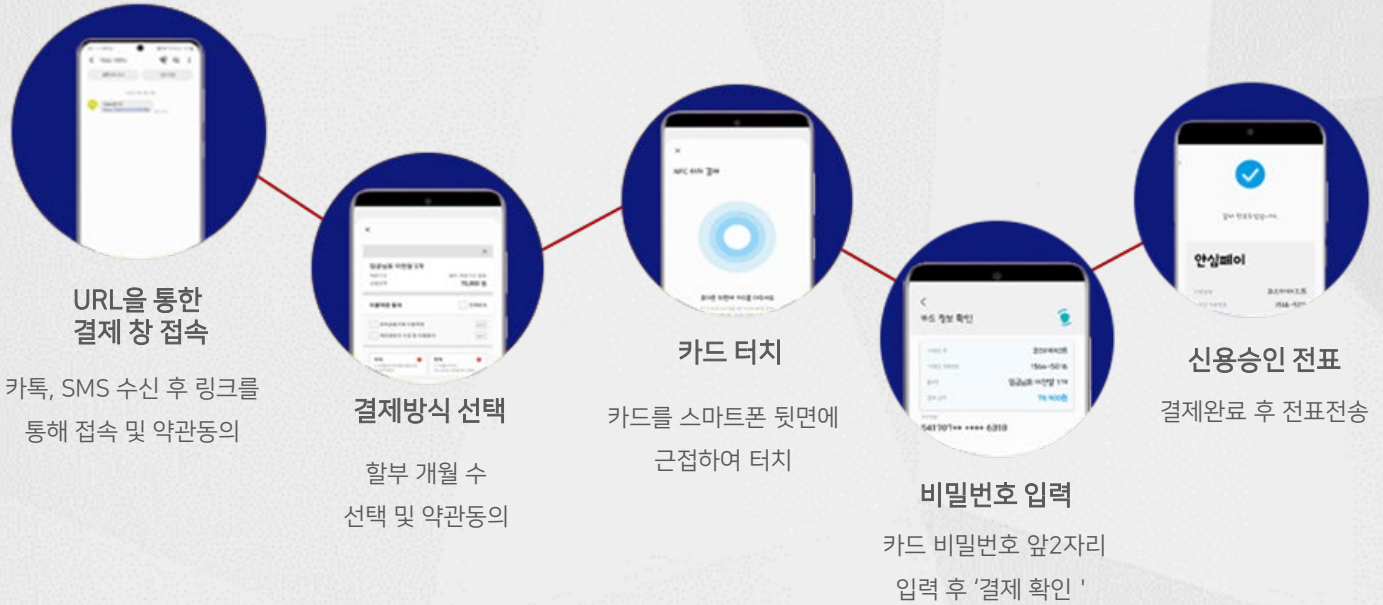 URL을 통한
결제 창 접속
카톡, SMS 수신 후 링크를
통해 접속 및 약관동의
결제방식 선택
할부 개월 수
선택 및 약관동의
NFC 터치 결제
카드 터치
카드를 스마트폰 뒷면에
근접하여 터치
카드 정보 확인
비밀번호 입력
카드 비밀번호 앞2자리
입력 후 ‘결제 확인 '
안심페이
신용승인 전표
결제완료 후 전표전송